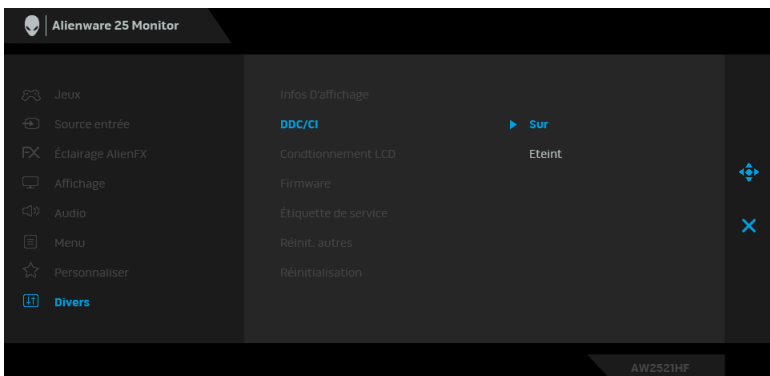 Alienware 25 Monitor
Jeux
Source entrée
Éclairage AlienFX
Affichage
Audio
Menu
Personnaliser
Divers
Infos D'affichage
DDC/CI
Condtionnement LCD
Firmware
Étiquette de service
Réinit. autres
Réinitialisation
Sur
Eteint
AW2521HF